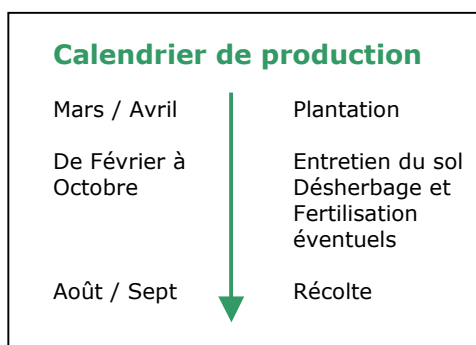 Calendrier de production
Mars / Avril
Plantation
De Février à
Octobre
Entretien du sol
Désherbage et
Fertilisation
éventuels
Août / Sept
Récolte